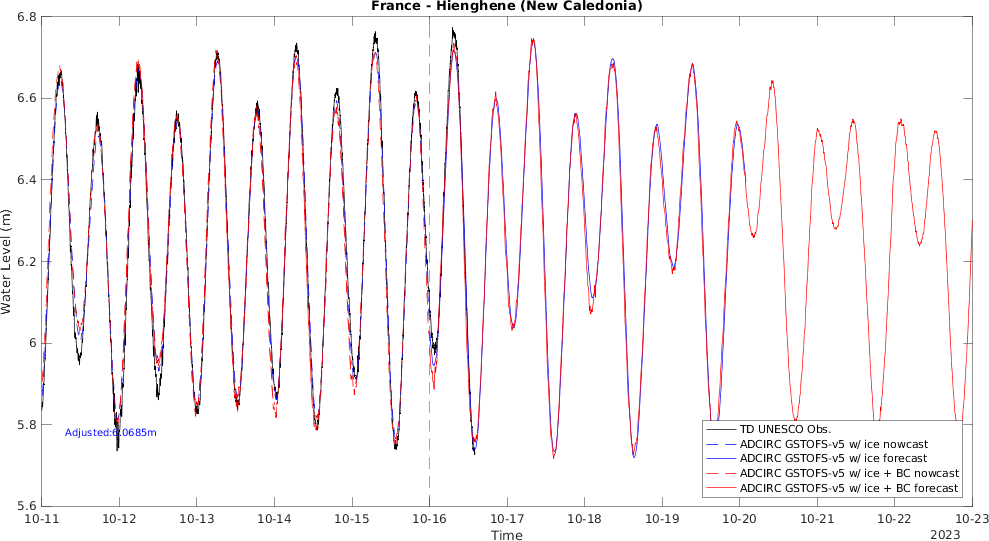 France - Hienghene (New Caledonia)
6.8
6.6
6.4
6.2
6
5.8
5.6
Water Level (m)
Adjusted:6.0685m
TD UNESCO Obs.
ADCIRC GSTOFS-v5 w/ ice nowcast
ADCIRC GSTOFS-v5 w/ ice forecast
ADCIRC GSTOFS-v5 w/ ice + BC nowcast
ADCIRC GSTOFS-v5 w/ ice + BC forecast
10-11 10-12 10-13 10-14 10-15 10-16 10-17 10-18 10-19 10-20 10-21 10-22 10-23
Time
2023